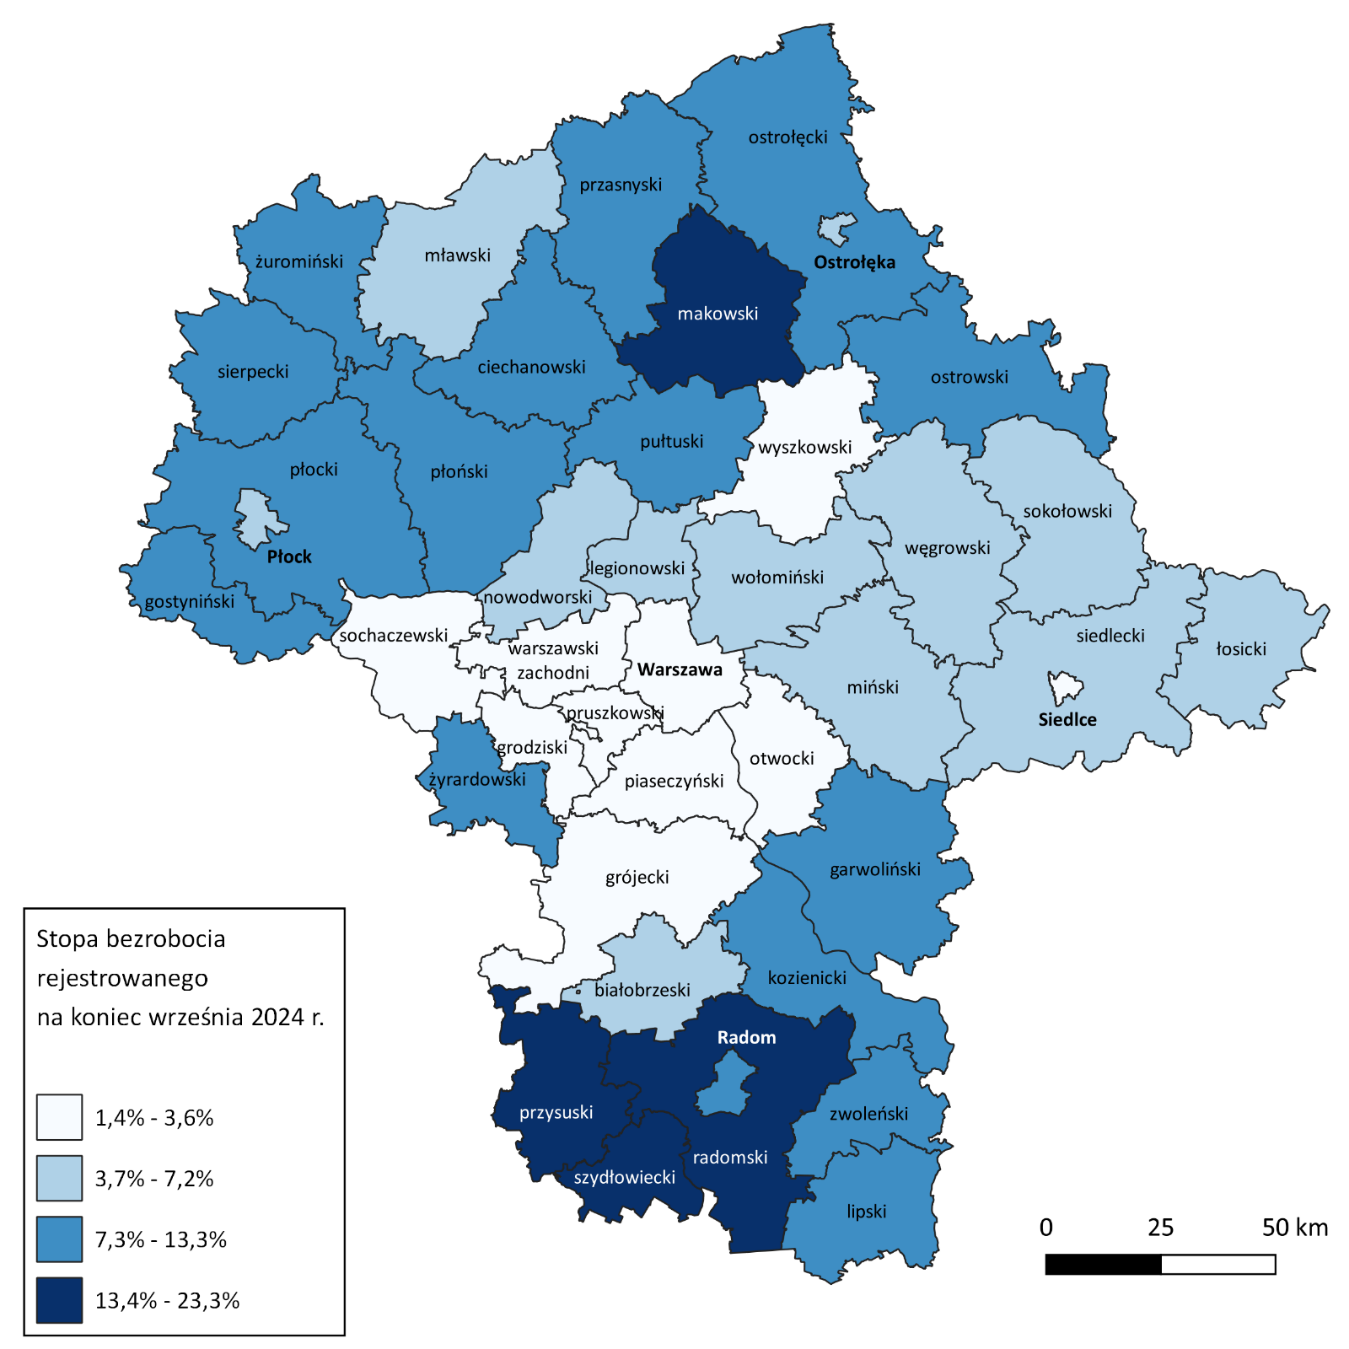 ostrołęcki
przasnyski
Ostrołęka
mławski
żuromiński
makowski
ciechanowski
sierpecki
ostrowski
pułtuski
wyszkowski
płocki
płoński
sokołowski
węgrowski
Płock
legionowski
wołomiński
gostyniński
nowodworski
sochaczewski
siedlecki
łosicki
warszawski
zachodni
Warszawa
miński
Siedlce
pruszkowski
grodziski
otwocki
żyrardowski
piaseczyński
garwoliński
grójecki
kozienicki
białobrzeski
Radom
przysuski
zwoleński
radomski
szydłowiecki
lipski
Stopa bezrobocia
rejestrowanego
na koniec września 2024 r.
1,4% - 3,6%
3,7% - 7,2%
7,3% - 13,3%
13,4% - 23,3%
0 25 50 km